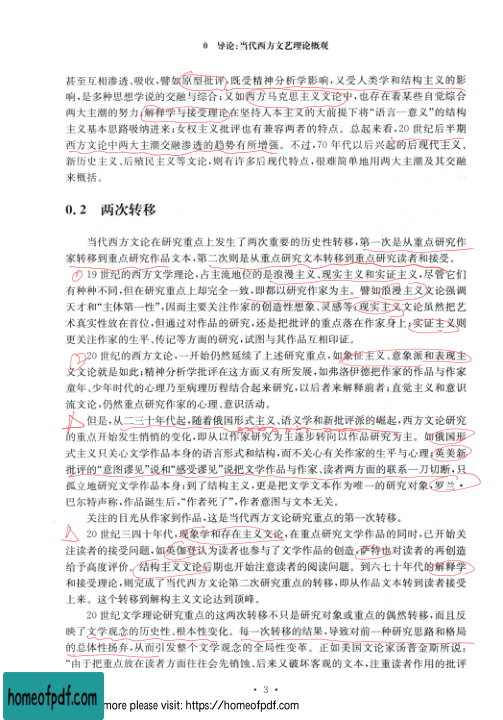 0 导论:当代西方文艺理论概观
甚至互相渗透、吸收,譬如原型批评,既受精神分析学影响,又受人类学和结构主义的影
响,是多种思想学说的交融与综合;又如西方马克思主义文论中,也存在着某些自觉综合
两大主潮的努力,解释学与接受理论在坚持人本主义的大前提下将“语言—意义”的结构
主义基本思路吸纳进来;女权主义批评也有兼容两者的特点。总起来看,20世纪后半期
西方文论中两大主潮交融渗透的趋势有所增强。不过,70年代以后兴起的后现代主义、
新历史主义、后殖民主义等文论,则有许多后现代特点,很难简单地用两大主潮及其交融
来概括。
0.2 两次转移
当代西方文论在研究重点上发生了两次重要的历史性转移,第一次是从重点研究作
家转移到重点研究作品文本,第二次则是从重点研究文本转移到重点研究读者和接受。
19世纪的西方文学理论,占主流地位的是浪漫主义、现实主义和实证主义,尽管它们
有种种不同,但在研究重点上却完全一致,即都以研究作家为主。譬如浪漫主义文论强调
天才和“主体第一性”,因而主要关注作家的创造性想象、灵感等;现实主义文论虽然把艺
术真实性放在首位,但通过对作品的研究,还是把批评的重点落在作家身上;实证主义则
更关注作家的生平、传记等方面的研究,试图与其作品互相印证。
20世纪的西方文论,一开始仍然延续了上述研究重点,如象征主义、意象派和表现主
义文论就是如此;精神分析学批评在这方面又有所发展,如弗洛伊德把作家的作品与作家
童年、少年时代的心理乃至病理历程结合起来研究,以后者来解释前者;直觉主义和意识
流文论,仍然重点研究作家的心理、意识活动。
但是,从二三十年代起,随着俄国形式主义、语义学和新批评派的崛起,西方文论研究
的重点开始发生悄悄的变化,即从以作家研究为主逐步转向以作品研究为主。如俄国形
式主义只关心文学作品本身的语言形式和结构,而不关心有关作家的生平与心理;英美新
批评的“意图谬见”说和“感受谬见”说把文学作品与作家、读者两方面的联系一刀切断,只
孤立地研究文学作品本身;到了结构主义,更是把文学文本作为唯一的研究对象,罗兰·
巴尔特声称,作品诞生后,“作者死了”,作者意图与文本无关。
关注的目光从作家到作品,这是当代西方文论研究重点的第一次转移。
20世纪三四十年代,现象学和存在主义文论,在重点研究文学作品的同时,已开始关
注读者的接受问题,如英伽登认为读者也参与了文学作品的创造,萨特也对读者的再创造
给予高度评价。结构主义文论后期也开始注意读者的阅读问题。到六七十年代的解释学
和接受理论,则完成了当代西方文论第二次研究重点的转移,即从作品文本转到读者接受
上来。这个转移到解构主义文论达到顶峰。
20世纪文学理论研究重点的这两次转移不只是研究对象或重点的偶然转移,而且反
映了文学观念的历史性、根本性变化。每一次转移的结果,导致对前一种研究思路和格局
的总体性扬弃,从而引发整个文学观念的全局性变革。正如美国文论家汤普金斯所说:
“由于把重点放在读者方面往往会先销蚀、后来又破坏客观的文本,注重读者作用的批评
· 3 ·
homeofpdf.com
more please visit: https://homeofpdf.com